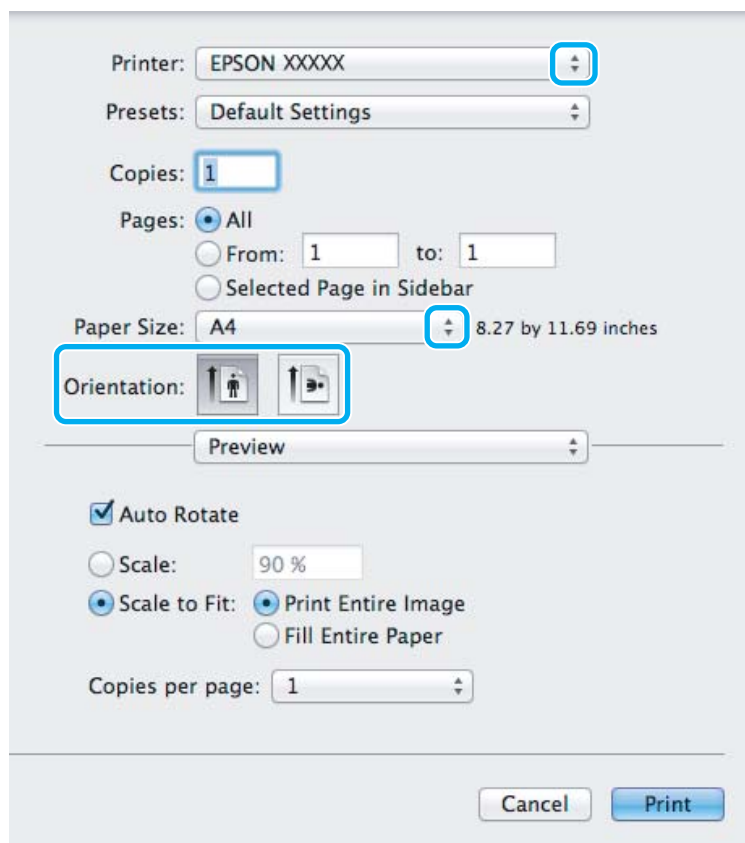 Printer: EPSON XXXXX
Presets: Default Settings
Copies: 1
Pages: All
From: 1 to: 1
Selected Page in Sidebar
Paper Size: A4 8.27 by 11.69 inches
Orientation:
Preview
Auto Rotate
Scale: 90 %
Scale to Fit: Print Entire Image
Fill Entire Paper
Copies per page: 1
Cancel Print